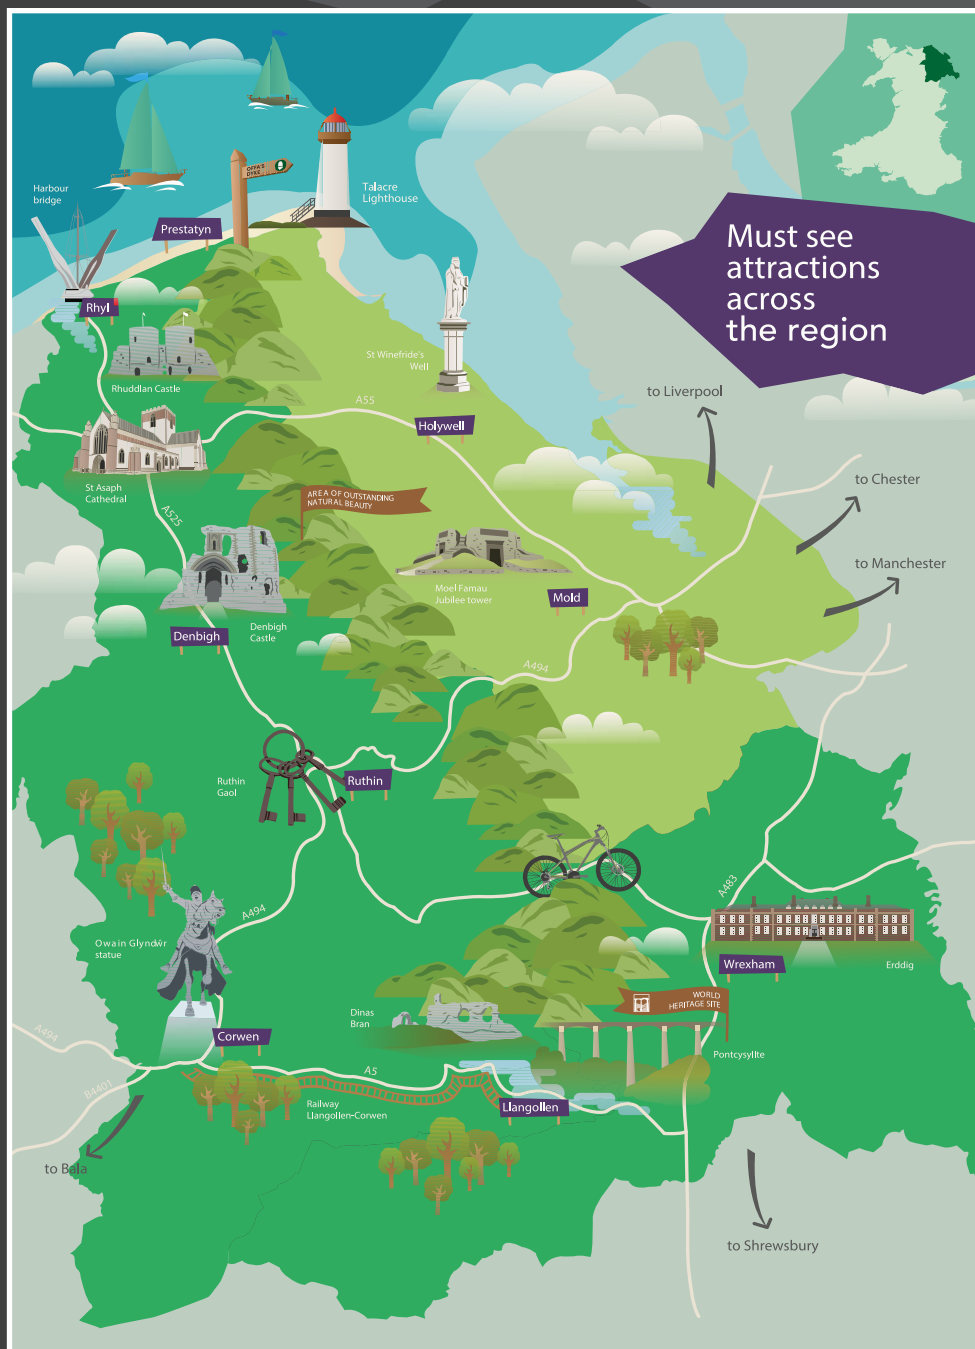 OFFA'S
DYKE
Harbour
bridge
Talacre
Lighthouse
Prestatyn
Must see
attractions
across
the region
Rhyl
St Winefride's
Well
Rhuddlan Castle
to Liverpool
A55
Holywell
to Chester
St Asaph
Cathedral
AREA OF OUTSTANDING
NATURAL BEAUTY
A525
to Manchester
Moel Famau
Jubilee tower
Mold
Denbigh
Denbigh
Castle
A494
Ruthin
Gaol
Ruthin
A483
A494
Owain Glyndŵr
statue
Wrexham
Erddig
WORLD
HERITAGE SITE
Dinas
Bran
A494
Corwen
Pontcysyllte
A5
B4401
Railway
Llangollen-Corwen
Llangollen
to Bala
to Shrewsbury